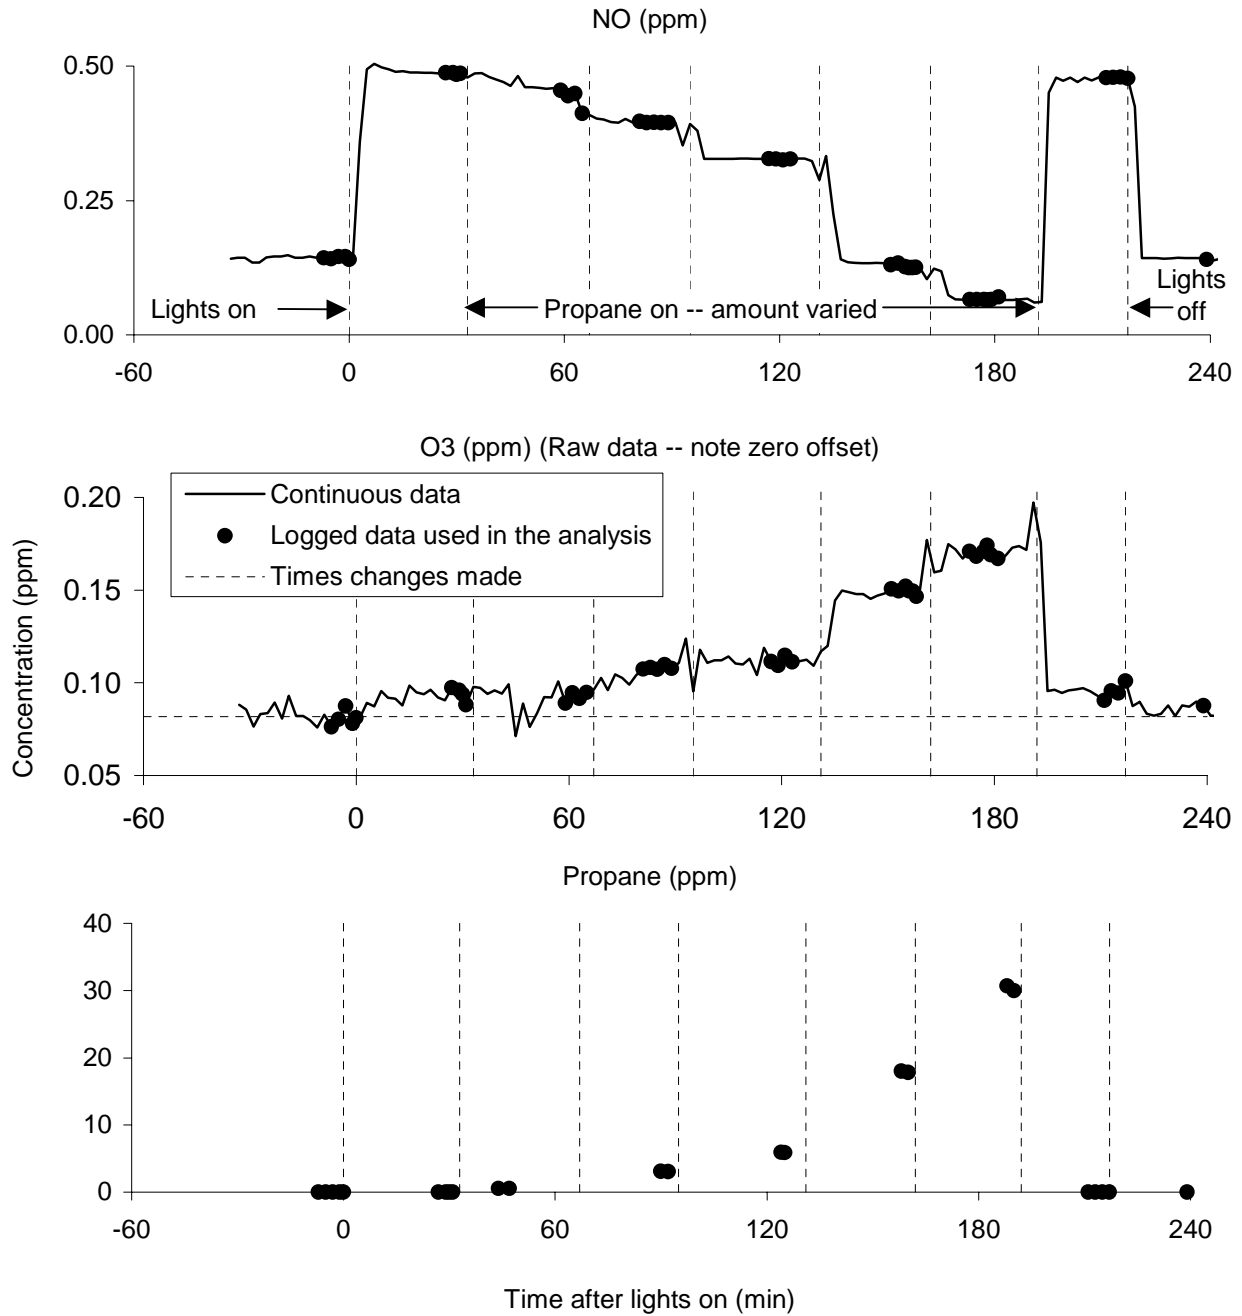 NO (ppm)
0.50
0.25
0.00
Lights on
Propane on -- amount varied
Lights
off
-60 0 60 120 180 240
O3 (ppm) (Raw data -- note zero offset)
Continuous data
Logged data used in the analysis
Times changes made
Concentration (ppm)
0.20
0.15
0.10
0.05
-60 0 60 120 180 240
Propane (ppm)
40
30
20
10
0
-60 0 60 120 180 240
Time after lights on (min)